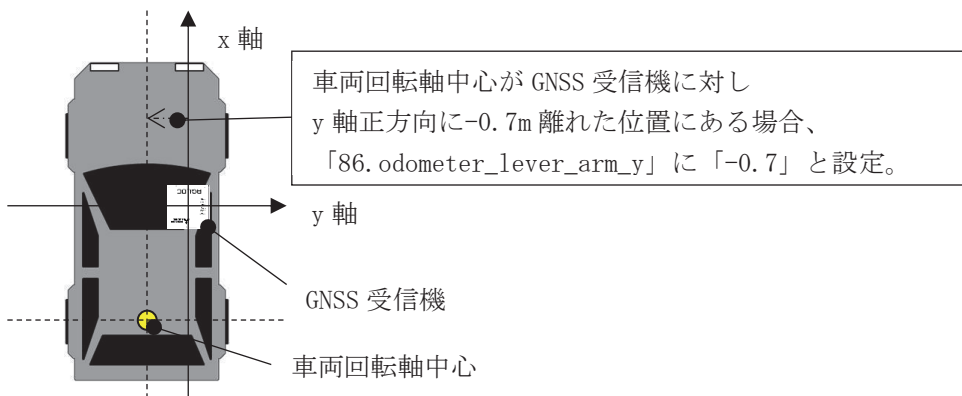 x 軸
車両回転軸中心が GNSS 受信機に対し
y 軸正方向に-0.7m 離れた位置にある場合、
「86.odometer_lever_arm_y」に「-0.7」と設定。
y 軸
GNSS 受信機
車両回転軸中心